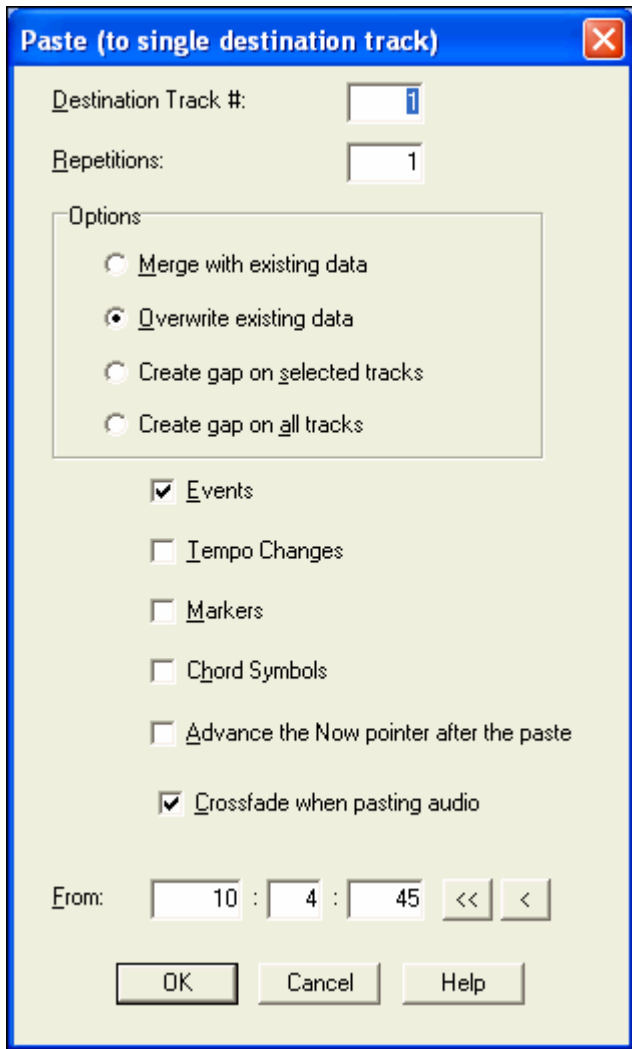 Paste (to single destination track)
Destination Track #: 1
Repetitions: 1
Options
Merge with existing data
Overwrite existing data
Create gap on selected tracks
Create gap on all tracks
Events
Tempo Changes
Markers
Chord Symbols
Advance the Now pointer after the paste
Crossfade when pasting audio
From: 10 : 4 : 45 << <
OK Cancel Help